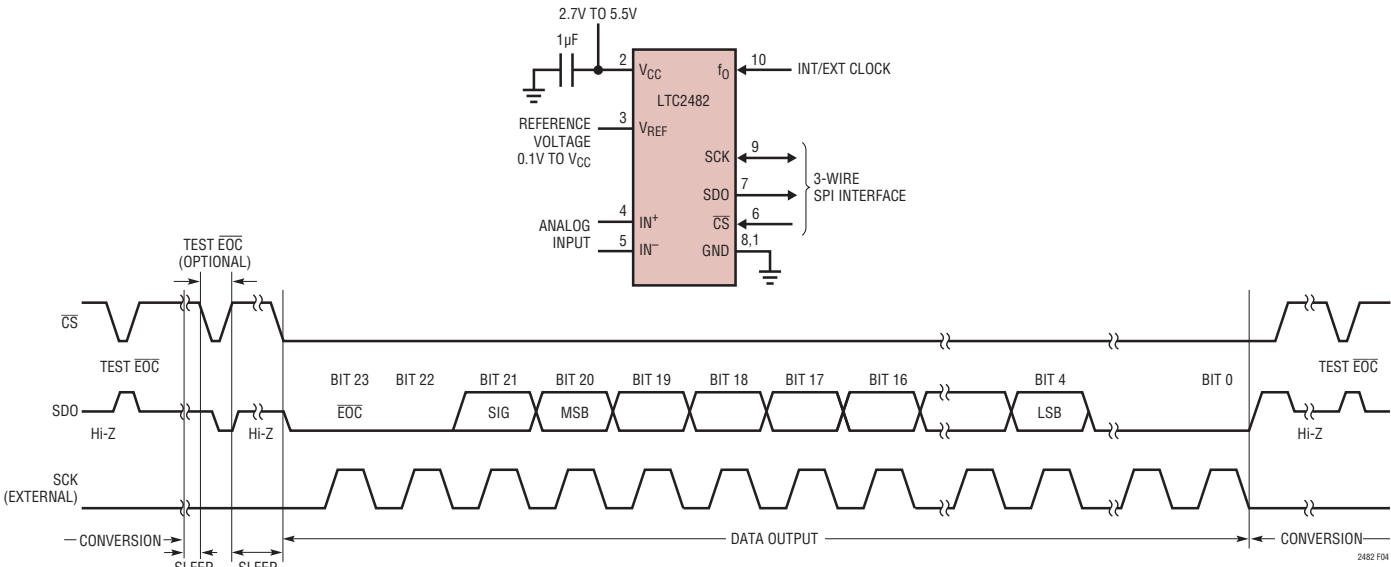 2.7V TO 5.5V
1µF
2
VCC
fO
10
INT/EXT CLOCK
LTC2482
REFERENCE
VOLTAGE
0.1V TO VCC
3
VREF
SCK
9
SDO
7
3-WIRE
SPI INTERFACE
CS
6
ANALOG
INPUT
4
IN+
5
IN–
GND
8,1
TEST EOC
(OPTIONAL)
CS
TEST EOC
BIT 23
BIT 22
BIT 21
BIT 20
BIT 19
BIT 18
BIT 17
BIT 16
BIT 4
BIT 0
TEST EOC
SDO
EOC
SIG
MSB
LSB
Hi-Z
Hi-Z
Hi-Z
SCK
(EXTERNAL)
CONVERSION
DATA OUTPUT
CONVERSION
SLEEP
SLEEP
2482 F04